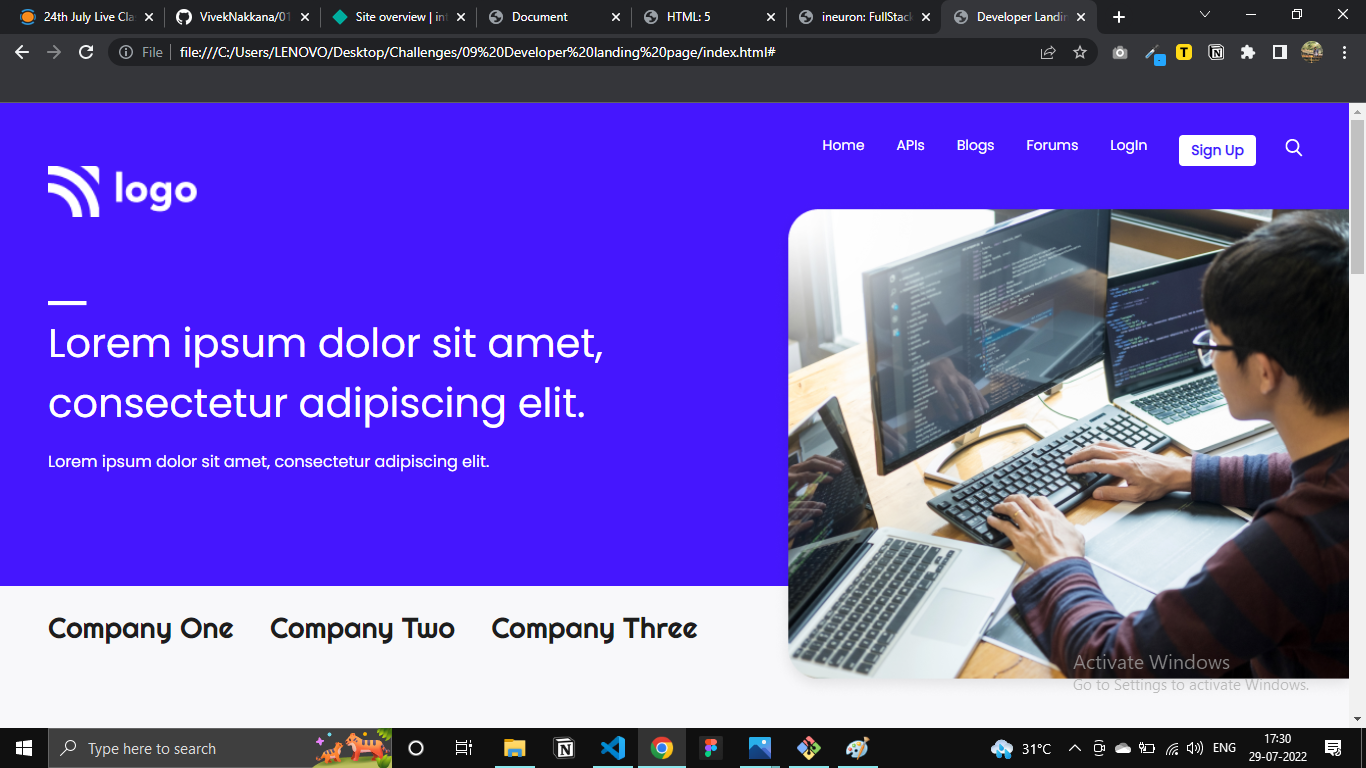 24th July Live Cla
VivekNakkana/01
Site overview | in
Document
HTML: 5
ineuron: FullStack
Developer Landin
File
file:///C:/Users/LENOVO/Desktop/Challenges/09%20Developer%20landing%20page/index.html#
Home APIs Blogs Forums LogIn Sign Up
logo
Lorem ipsum dolor sit amet,
consectetur adipiscing elit.
Lorem ipsum dolor sit amet, consectetur adipiscing elit.
Company One Company Two Company Three
Activate Windows
Go to Settings to activate Windows.
Type here to search
31°C
ENG
17:30
29-07-2022